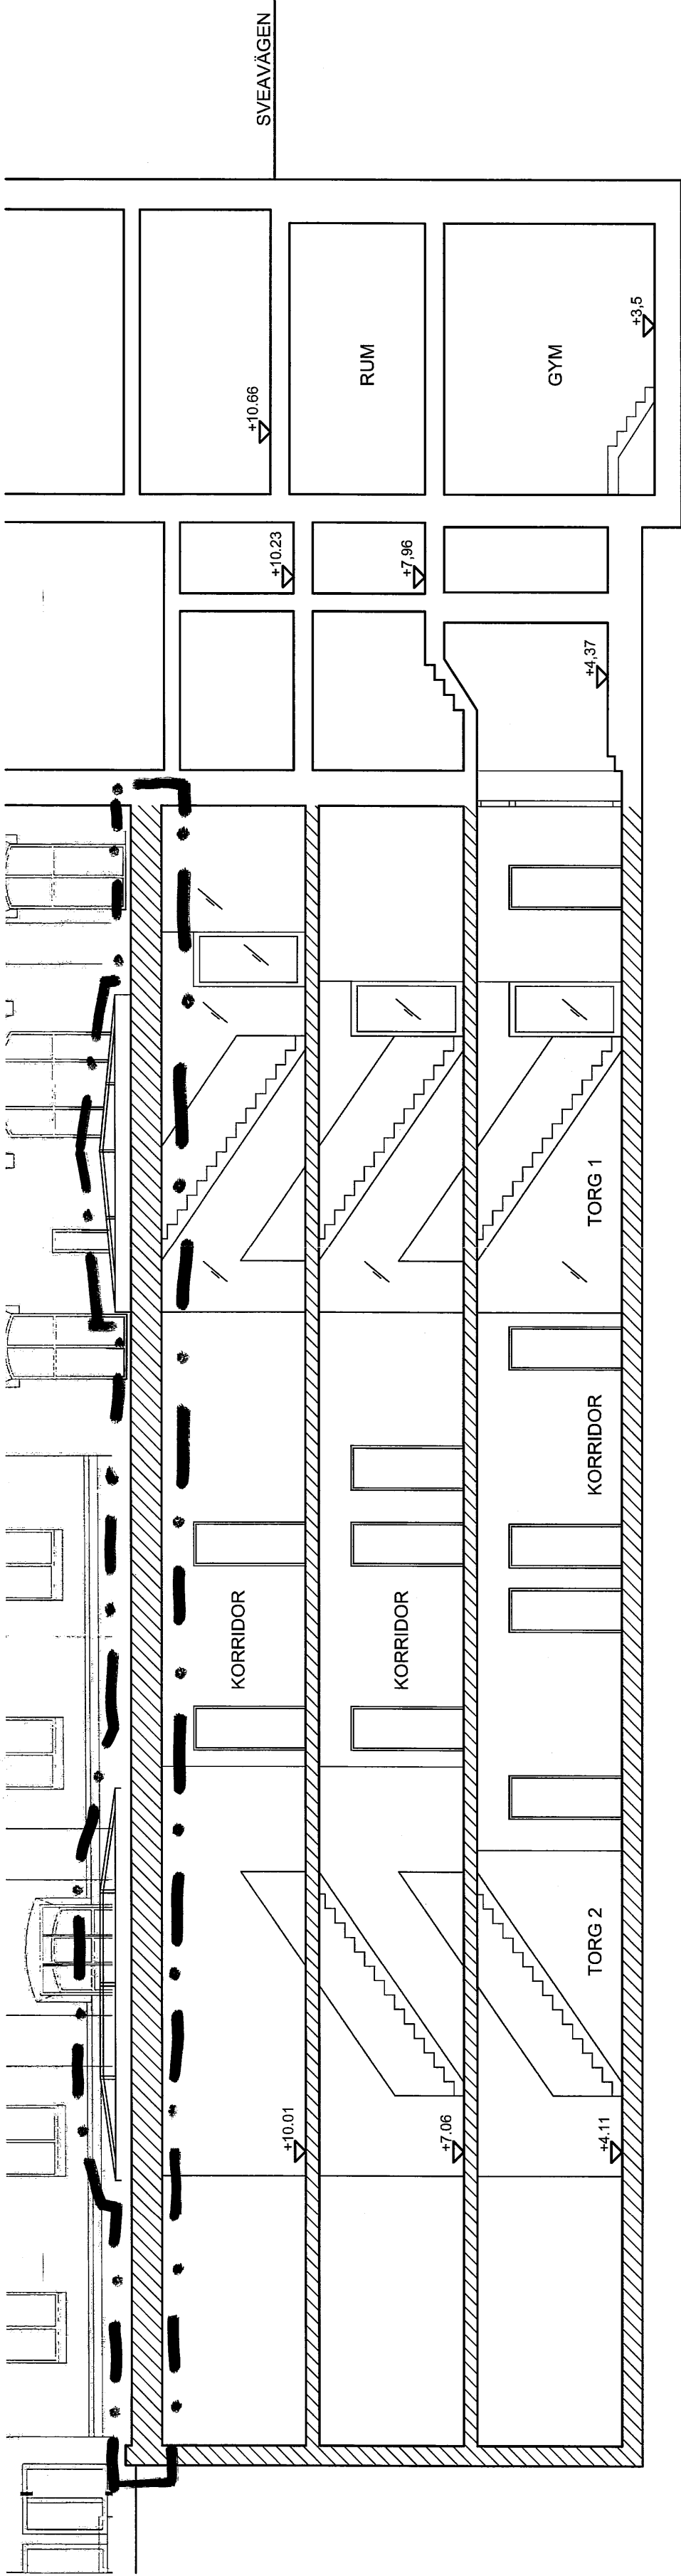 SVEAVÄGEN
+10.66
RUM
GYM
+3,5
+10.23
+7,96
+4,37
TORG 1
KORRIDOR
KORRIDOR
KORRIDOR
TORG 2
+10.01
+7.06
+4.11